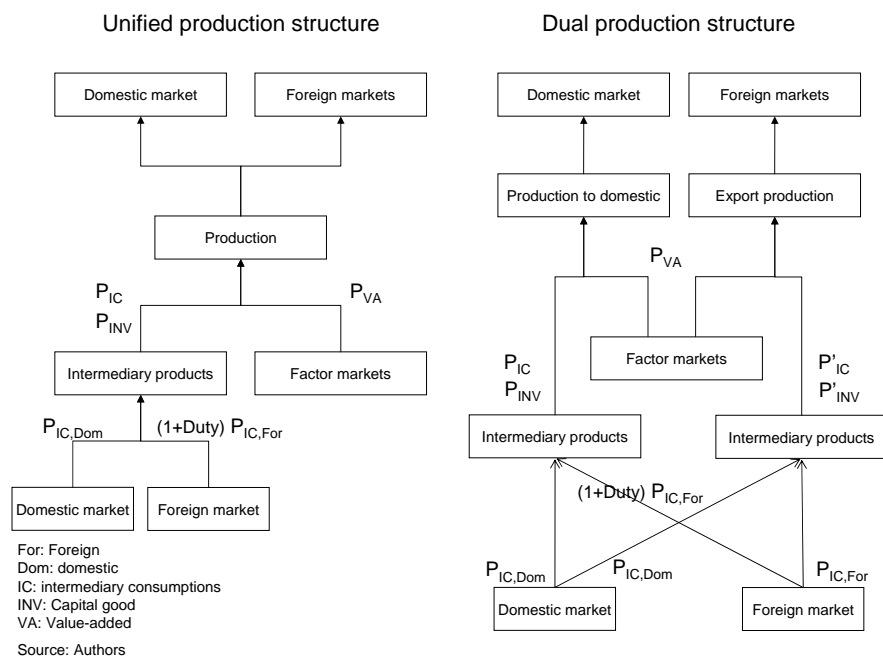 Unified production structure
Domestic market
Foreign markets
Production
P_IC
P_INV
P_VA
Intermediary products
Factor markets
P_IC,Dom
(1+Duty) P_IC,For
Domestic market
Foreign market
For: Foreign
Dom: domestic
IC: intermediary consumptions
INV: Capital good
VA: Value-added
Source: Authors
Dual production structure
Domestic market
Foreign markets
Production to domestic
Export production
P_VA
Factor markets
P_IC
P_INV
P'_IC
P'_INV
Intermediary products
Intermediary products
(1+Duty) P_IC,For
P_IC,Dom
P_IC,Dom
P_IC,For
Domestic market
Foreign market